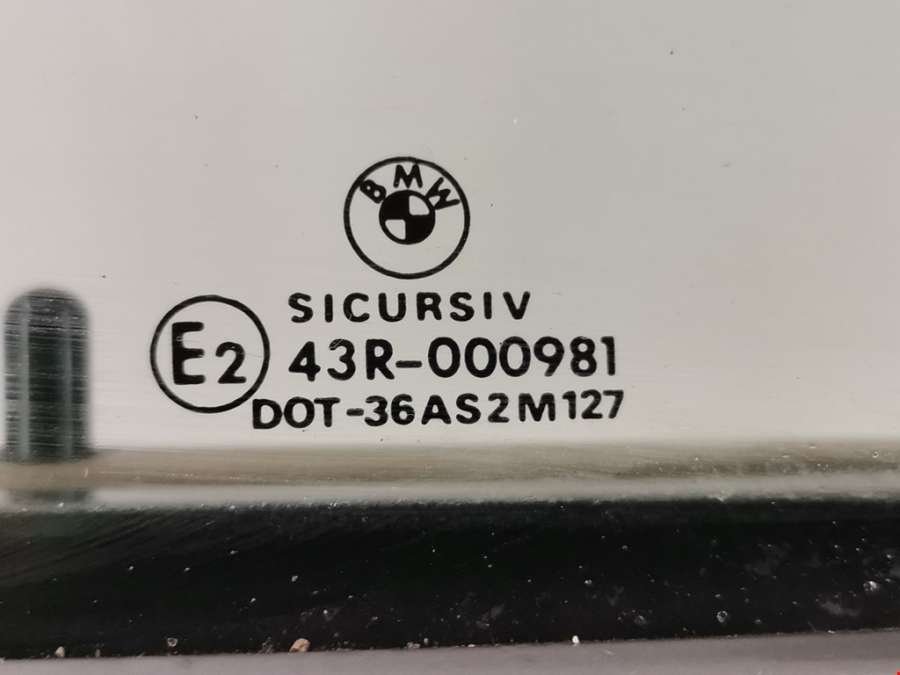 BMW
SICURSIV
E2 43R-000981
DOT-36AS2M127